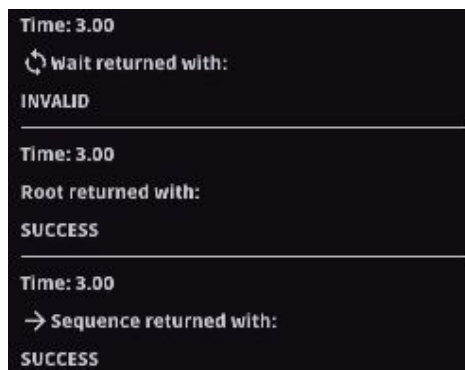 Time: 3.00
Wait returned with:
INVALID
Time: 3.00
Root returned with:
SUCCESS
Time: 3.00
→ Sequence returned with:
SUCCESS